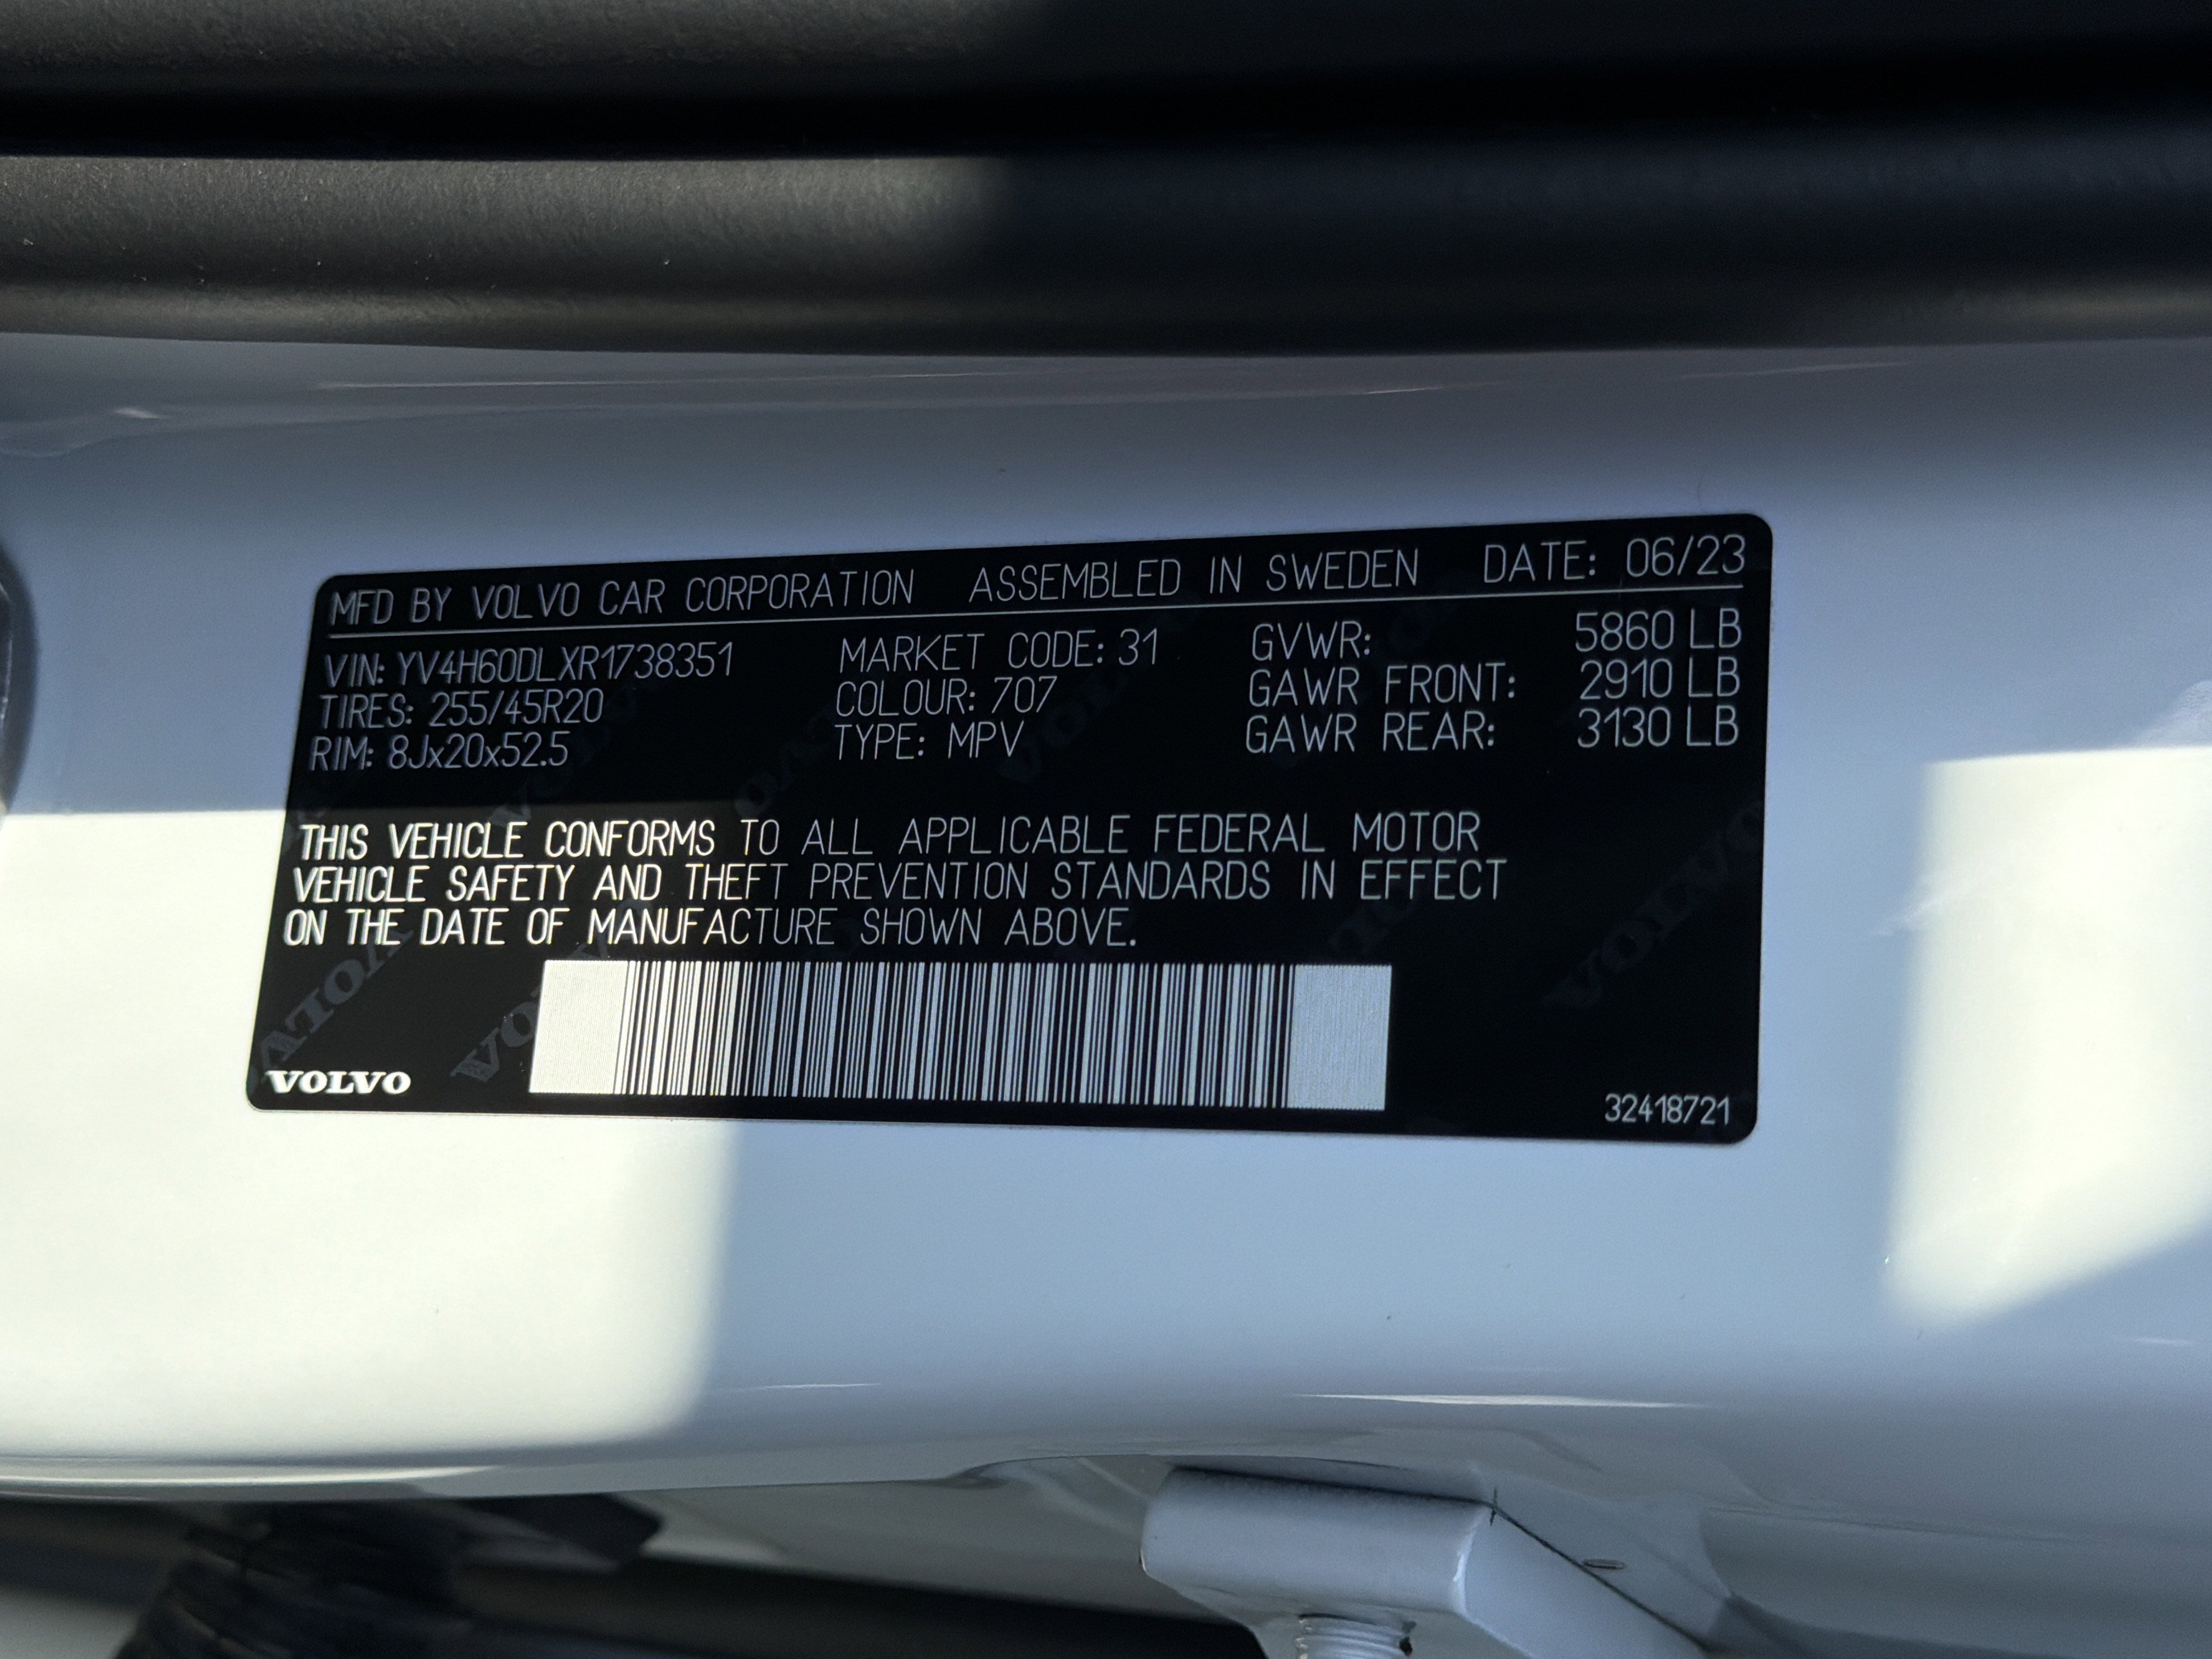 MFD BY VOLVO CAR CORPORATION ASSEMBLED IN SWEDEN DATE: 06/23
VIN: YV4H60DLXR1738351 MARKET CODE: 31 GVWR: 5860 LB
TIRES: 255/45R20 COLOUR: 707 GAWR FRONT: 2910 LB
RIM: 8Jx20x52.5 TYPE: MPV GAWR REAR: 3130 LB
THIS VEHICLE CONFORMS TO ALL APPLICABLE FEDERAL MOTOR
VEHICLE SAFETY AND THEFT PREVENTION STANDARDS IN EFFECT
ON THE DATE OF MANUFACTURE SHOWN ABOVE.
VOLVO 32418721